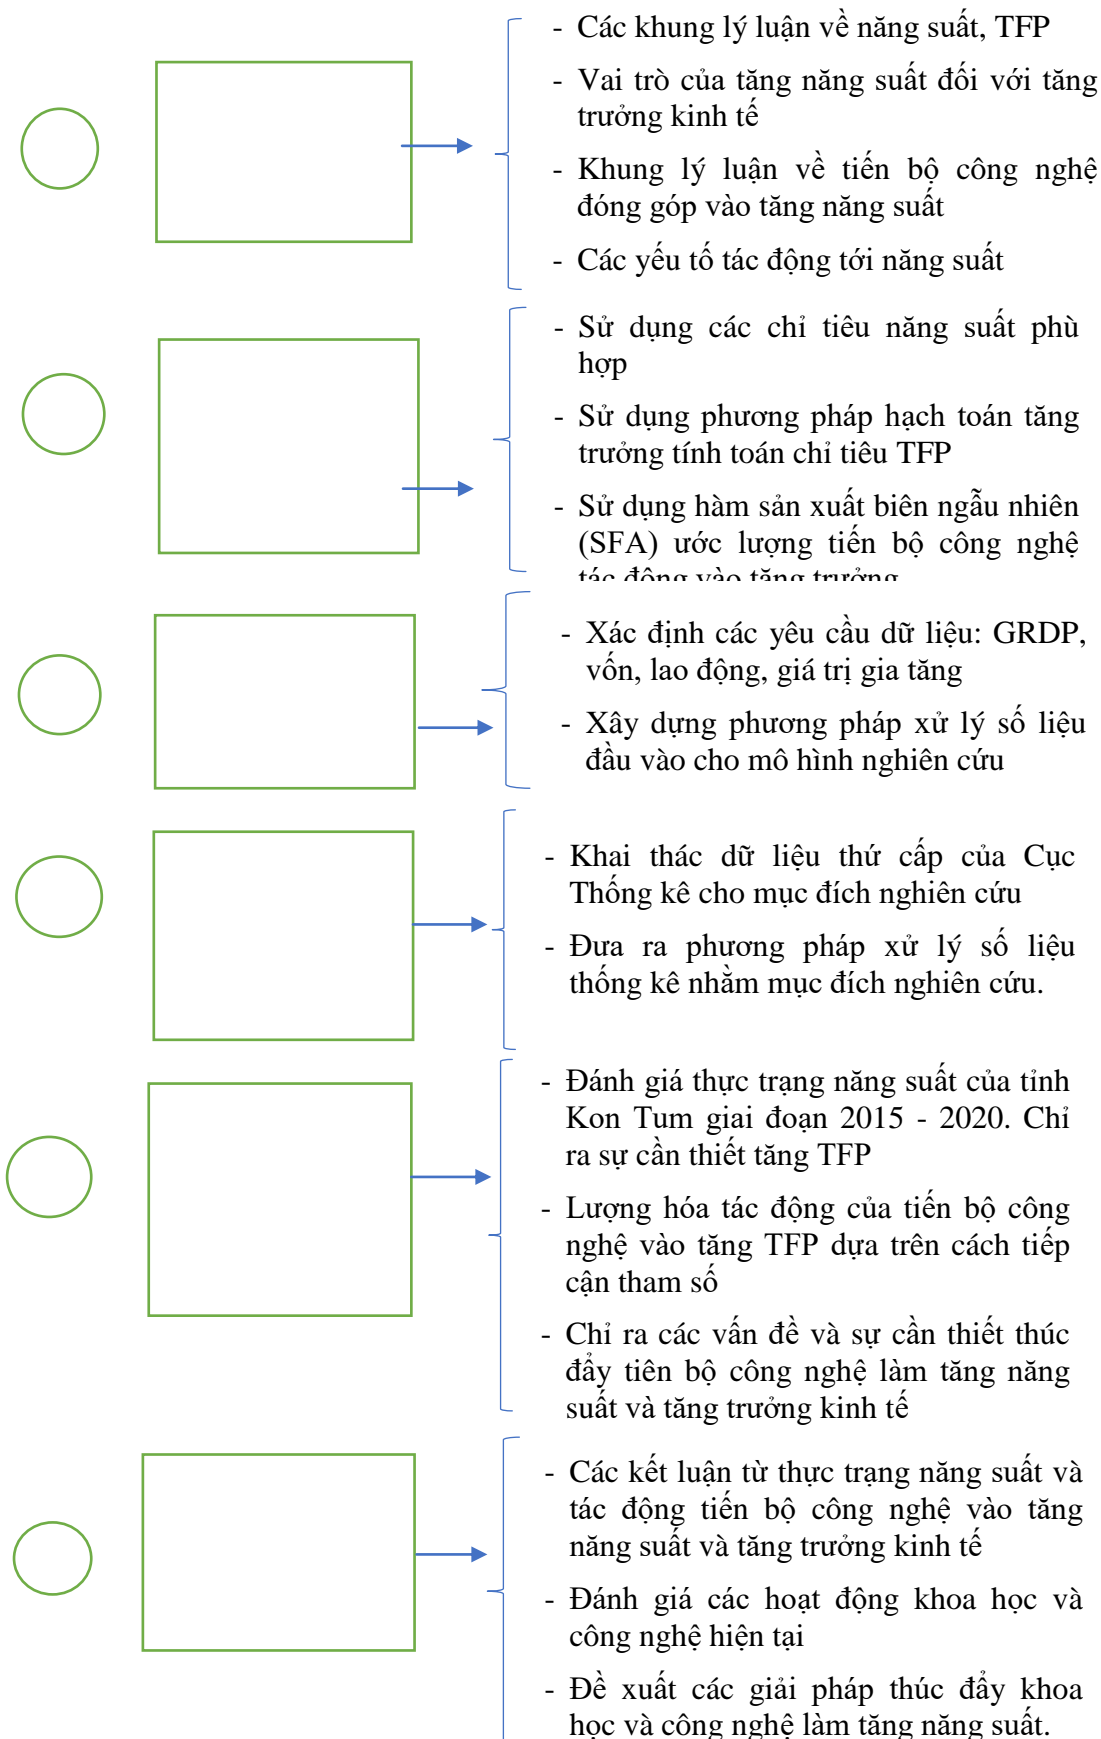 - Các khung lý luận về năng suất, TFP
- Vai trò của tăng năng suất đối với tăng
trưởng kinh tế
- Khung lý luận về tiến bộ công nghệ
đóng góp vào tăng năng suất
- Các yếu tố tác động tới năng suất
- Sử dụng các chỉ tiêu năng suất phù
hợp
- Sử dụng phương pháp hạch toán tăng
trưởng tính toán chỉ tiêu TFP
- Sử dụng hàm sản xuất biên ngẫu nhiên
(SFA) ước lượng tiến bộ công nghệ
tác động vào tăng trưởng
- Xác định các yêu cầu dữ liệu: GRDP,
vốn, lao động, giá trị gia tăng
- Xây dựng phương pháp xử lý số liệu
đầu vào cho mô hình nghiên cứu
- Khai thác dữ liệu thứ cấp của Cục
Thống kê cho mục đích nghiên cứu
- Đưa ra phương pháp xử lý số liệu
thống kê nhằm mục đích nghiên cứu.
- Đánh giá thực trạng năng suất của tỉnh
Kon Tum giai đoạn 2015 - 2020. Chỉ
ra sự cần thiết tăng TFP
- Lượng hóa tác động của tiến bộ công
nghệ vào tăng TFP dựa trên cách tiếp
cận tham số
- Chỉ ra các vấn đề và sự cần thiết thúc
đẩy tiên bộ công nghệ làm tăng năng
suất và tăng trưởng kinh tế
- Các kết luận từ thực trạng năng suất và
tác động tiến bộ công nghệ vào tăng
năng suất và tăng trưởng kinh tế
- Đánh giá các hoạt động khoa học và
công nghệ hiện tại
- Đề xuất các giải pháp thúc đẩy khoa
học và công nghệ làm tăng năng suất.